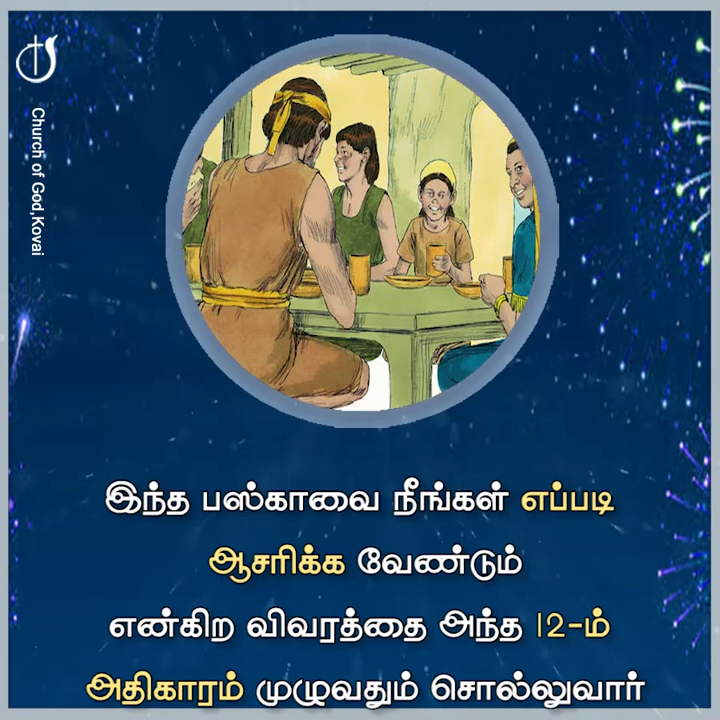 Church of God,Kovai
இந்த பஸ்காவை நீங்கள் எப்படி
ஆசரிக்க வேண்டும்
என்கிற விவரத்தை அந்த 12-ம்
அதிகாரம் முழுவதும் சொல்லுவார்